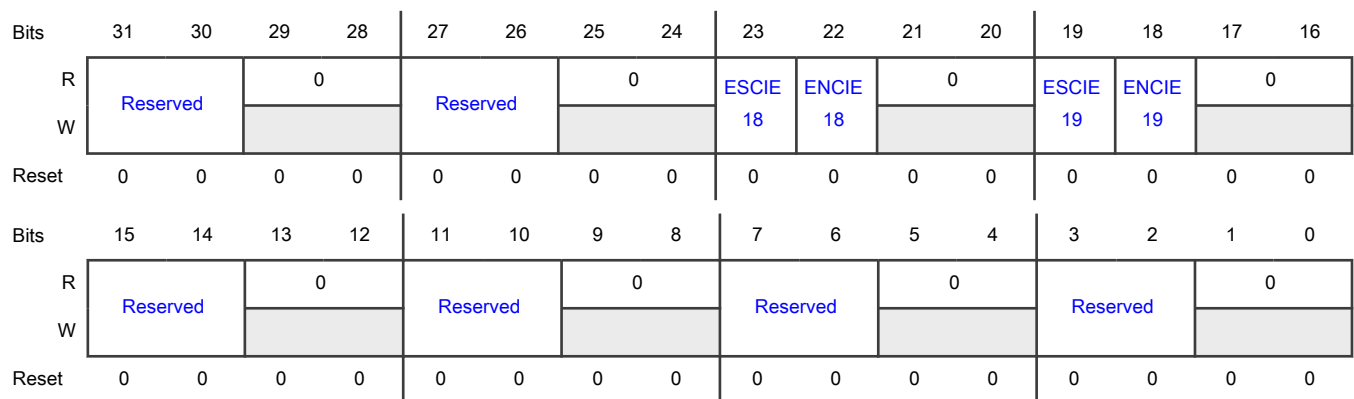 Bits 31 30 29 28 27 26 25 24 23 22 21 20 19 18 17 16
R 0 0 0 0
Reserved Reserved ESCIE ENCIE ESCIE ENCIE
18 18 19 19
W
Reset 0 0 0 0 0 0 0 0 0 0 0 0 0 0 0 0
Bits 15 14 13 12 11 10 9 8 7 6 5 4 3 2 1 0
R 0 0 0 0
Reserved Reserved Reserved Reserved
W
Reset 0 0 0 0 0 0 0 0 0 0 0 0 0 0 0 0